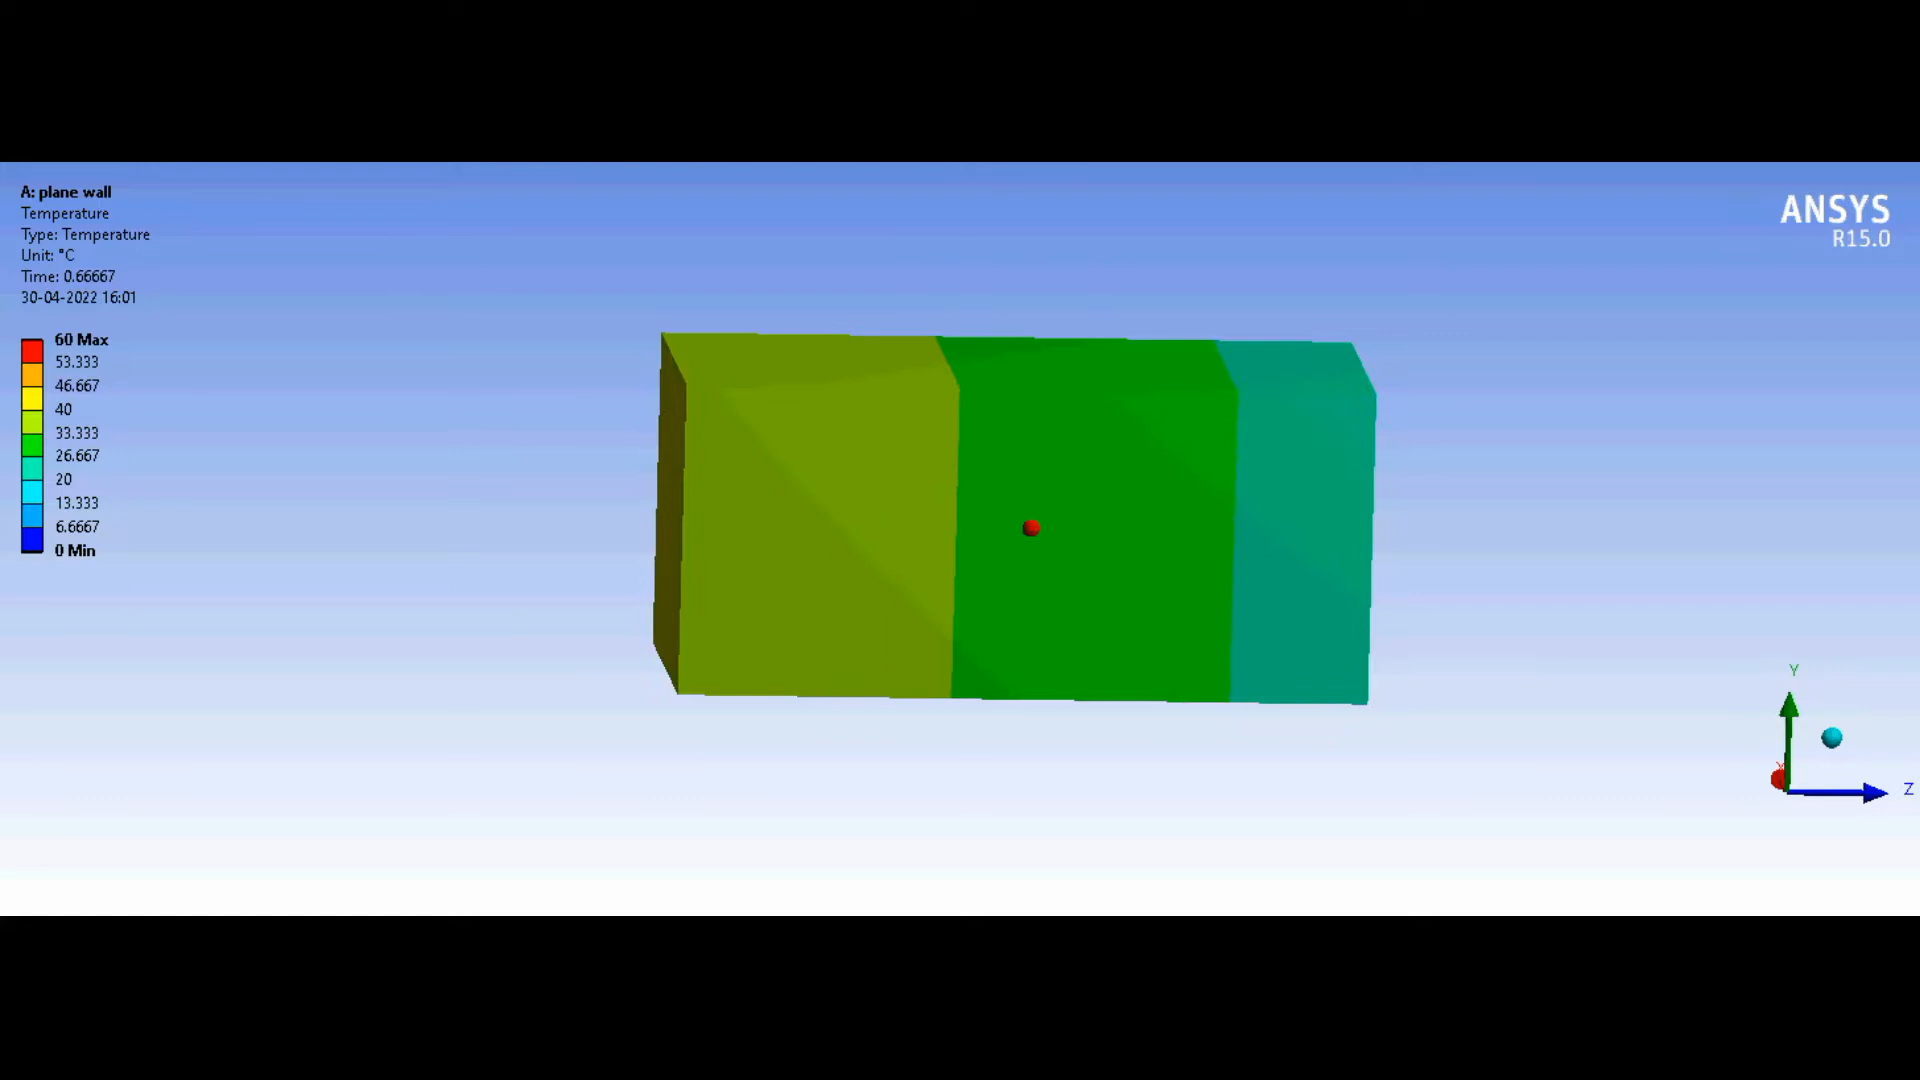 A: plane wall
Temperature
Type: Temperature
Unit: °C
Time: 0.66667
30-04-2022 16:01
60 Max
53.333
46.667
40
33.333
26.667
20
13.333
6.6667
0 Min
ANSYS
R15.0
Y
X
Z